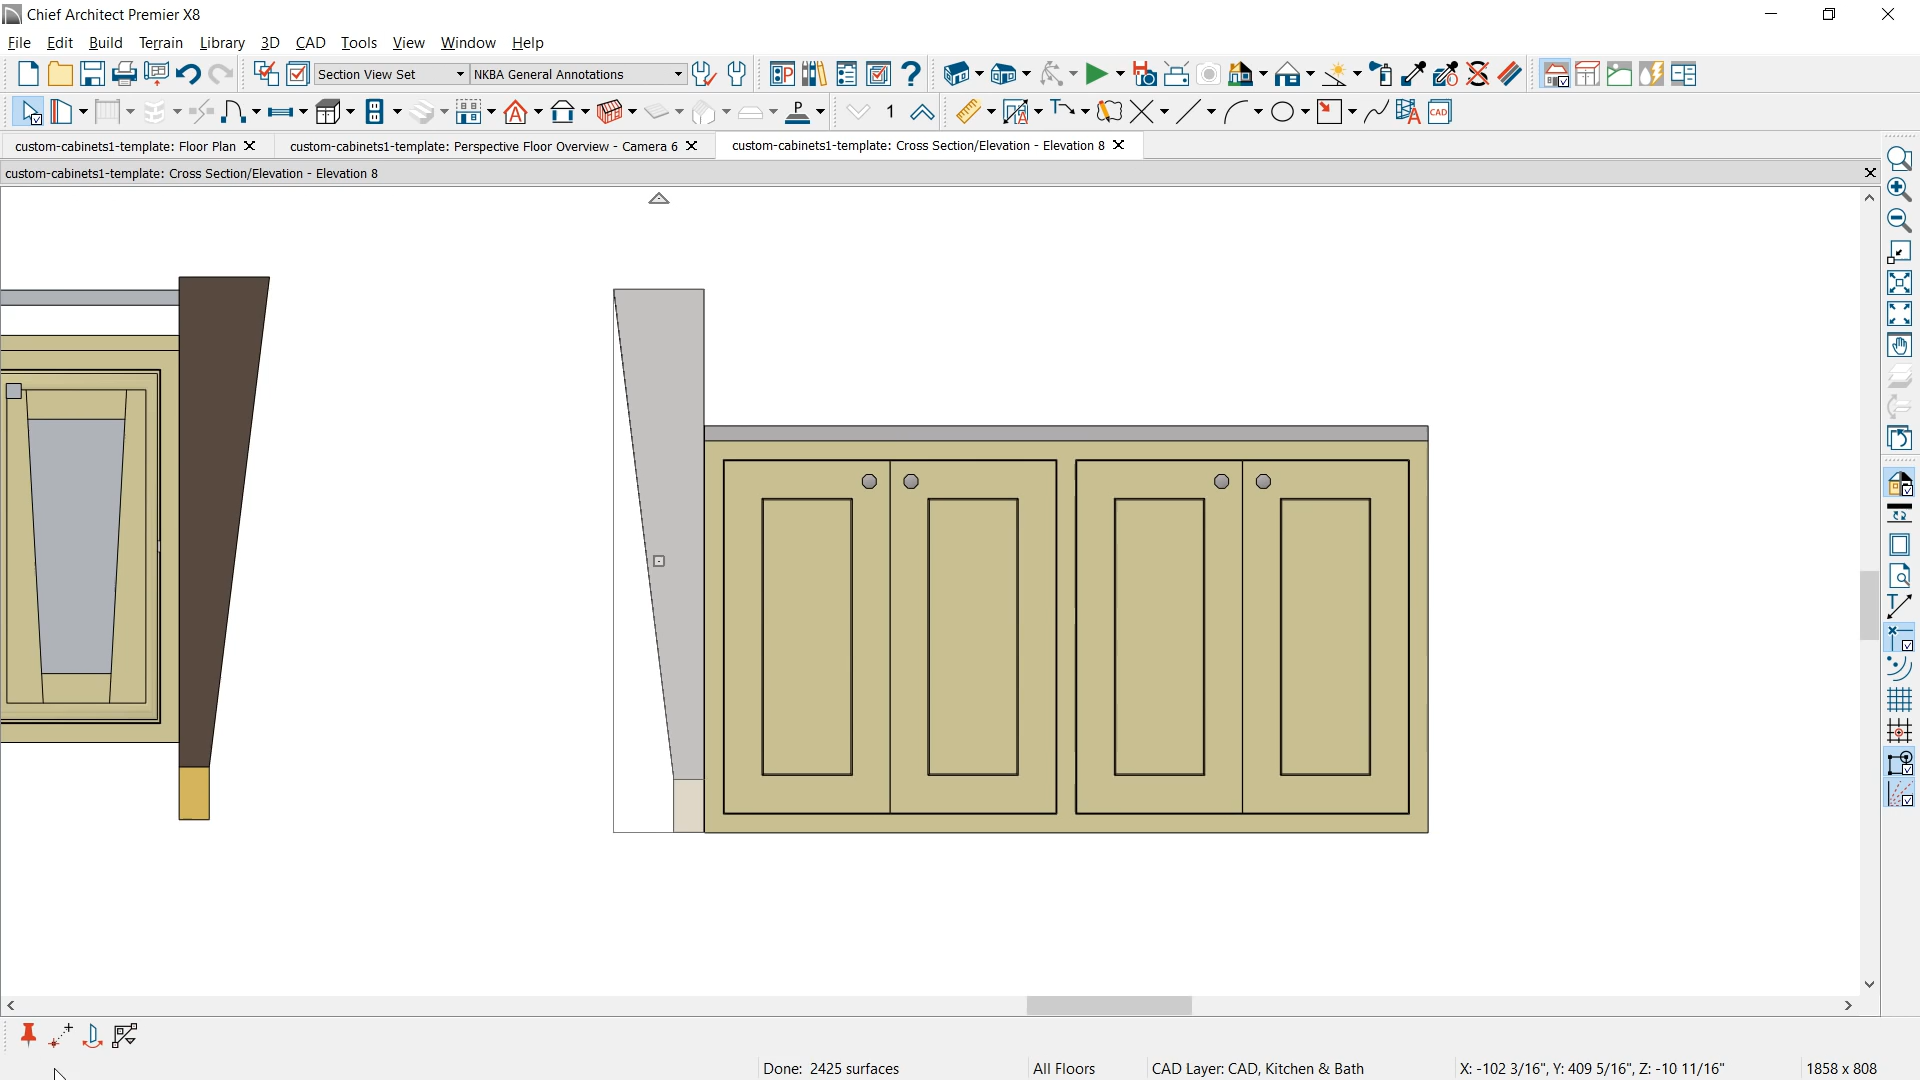 Chief Architect Premier X8
File Edit Build Terrain Library 3D CAD Tools View Window Help
Section View Set NKBA General Annotations
1
custom-cabinets1-template: Floor Plan custom-cabinets1-template: Perspective Floor Overview - Camera 6 custom-cabinets1-template: Cross Section/Elevation - Elevation 8
custom-cabinets1-template: Cross Section/Elevation - Elevation 8
Done: 2425 surfaces All Floors CAD Layer: CAD, Kitchen & Bath X: -102 3/16", Y: 409 5/16", Z: -10 11/16" 1858 x 808